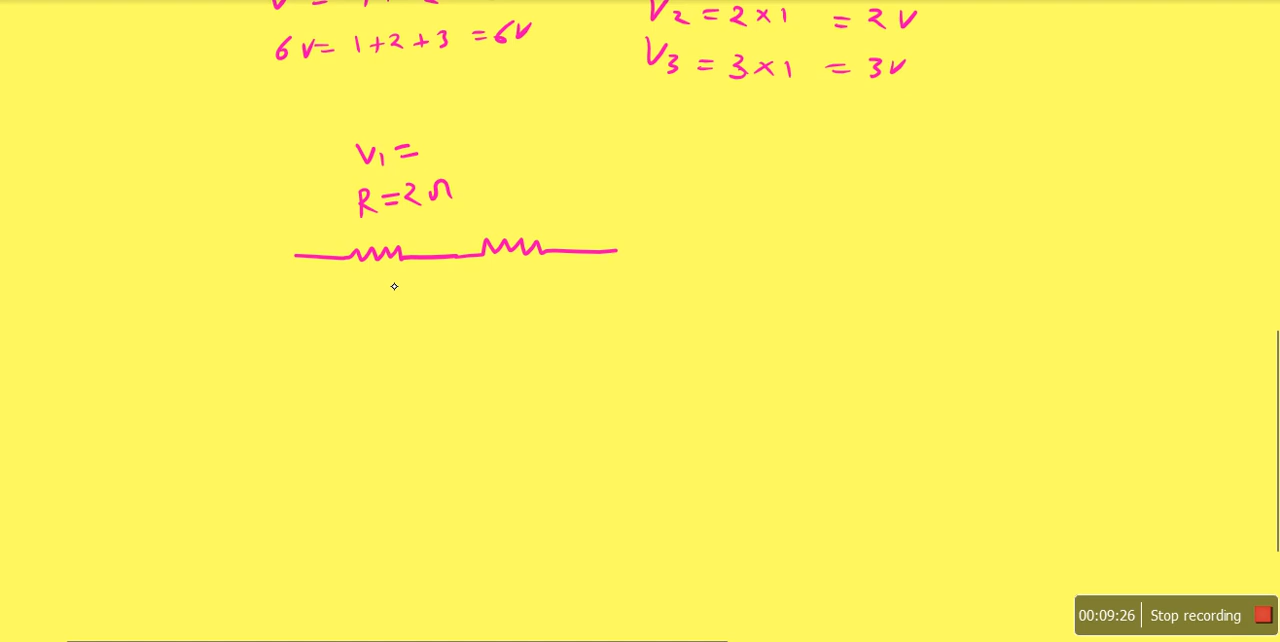 6V= 1+2+3 =6V
V2 = 2×1 = 2V
V3 = 3×1 = 3V
V1 =
R=2Ω
00:09:26 Stop recording